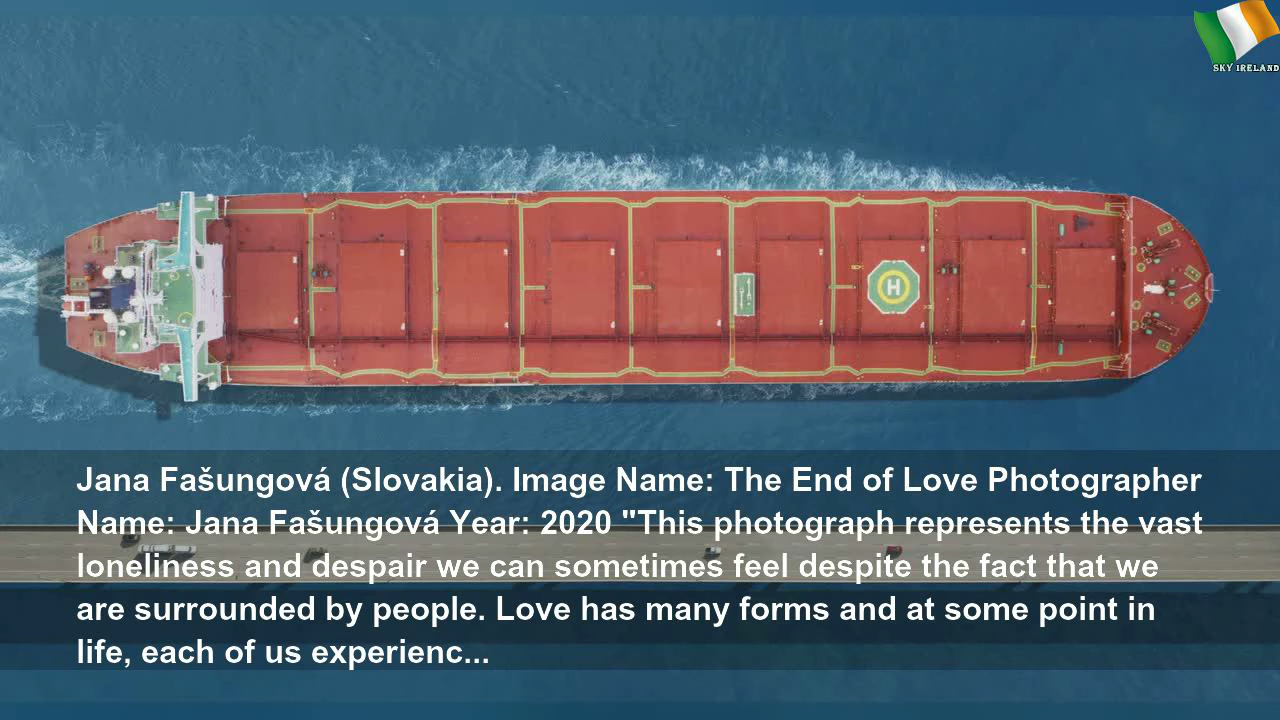 SKY IRELAND
H
Jana Fašungová (Slovakia). Image Name: The End of Love Photographer
Name: Jana Fašungová Year: 2020 "This photograph represents the vast
loneliness and despair we can sometimes feel despite the fact that we
are surrounded by people. Love has many forms and at some point in
life, each of us experienc...